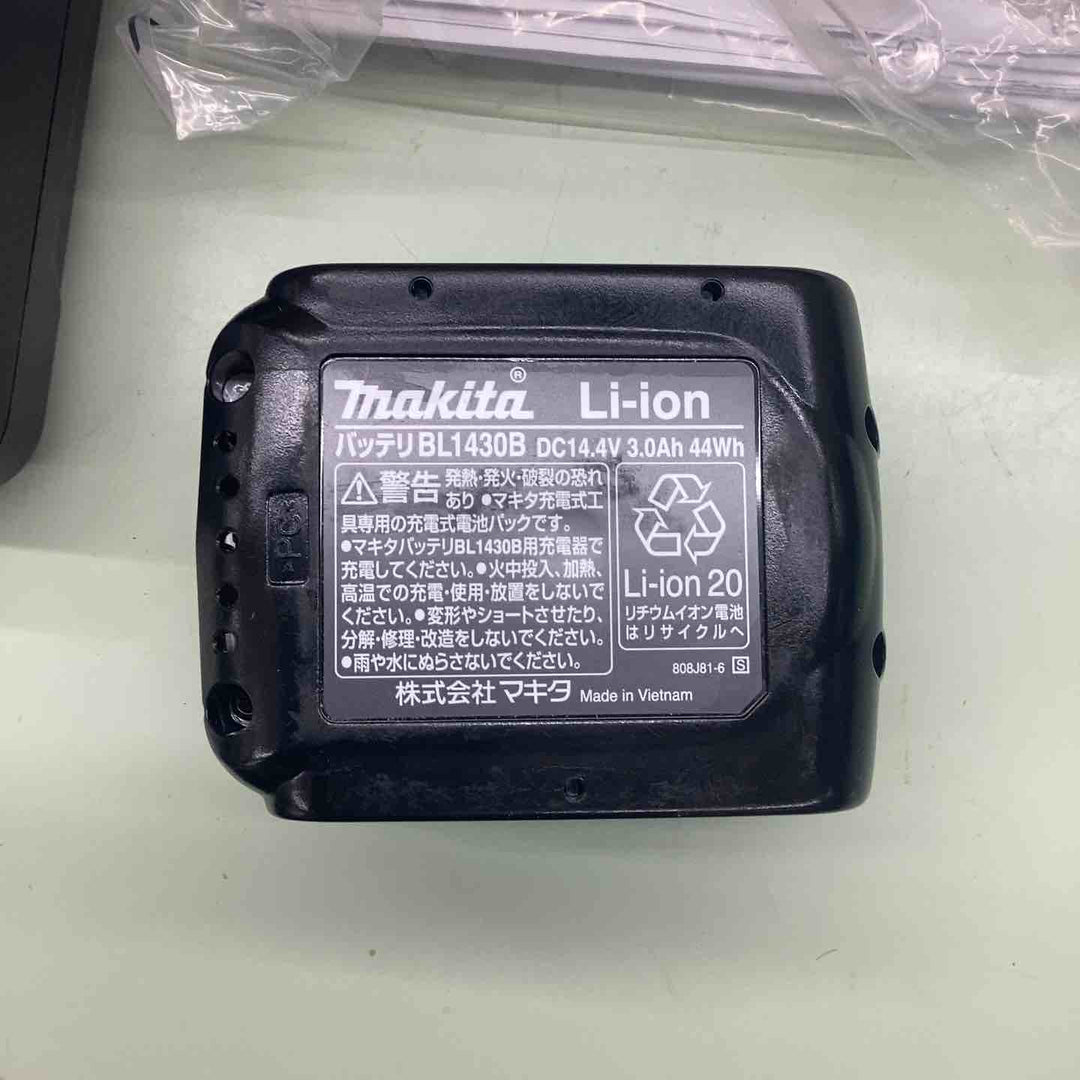 makita® Li-ion
バッテリ BL1430B DC14.4V 3.0Ah 44Wh
警告 発熱・発火・破裂の恐れ
あり ●マキタ充電式工
具専用の充電式電池パックです。
●マキタバッテリBL1430B用充電器で
充電してください。●火中投入、加熱、
高温での充電・使用・放置をしないで
ください。●変形やショートさせたり、
分解・修理・改造をしないでください。
●雨や水にぬらさないでください。
Li-ion 20
リチウムイオン電池
はリサイクルへ
808J81-6 S
株式会社マキタ Made in Vietnam